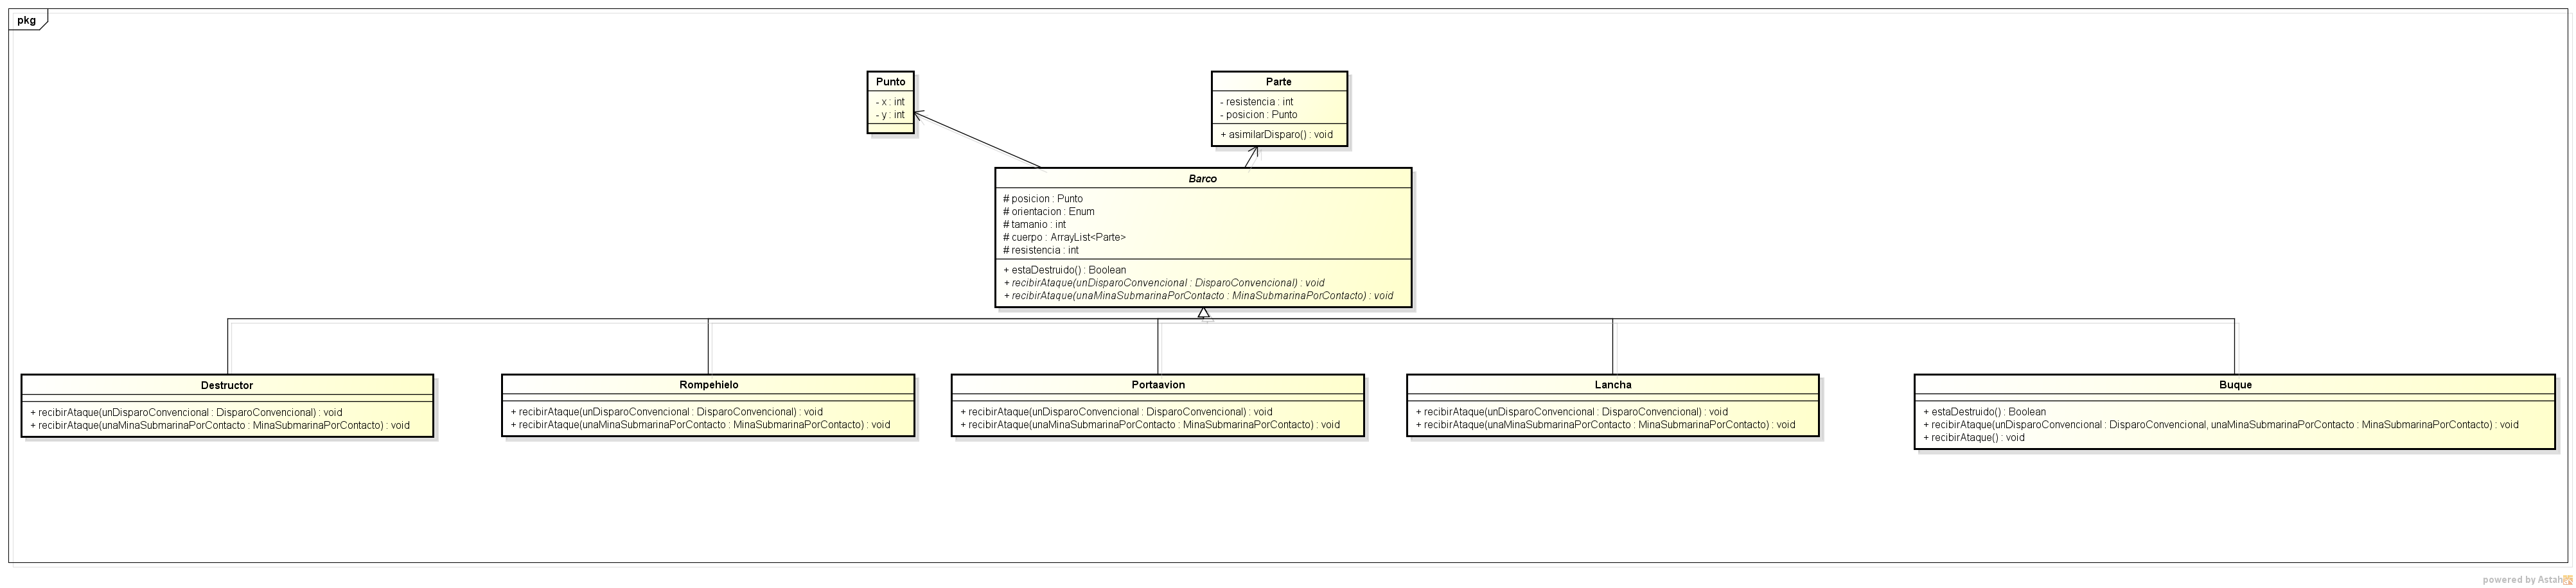 pkg
Punto
- x : int
- y : int
Parte
- resistencia : int
- posicion : Punto
+ asimilarDisparo() : void
Barco
# posicion : Punto
# orientacion : Enum
# tamanio : int
# cuerpo : ArrayList<Parte>
# resistencia : int
+ estaDestruido() : Boolean
+ recibirAtaque(unDisparoConvencional : DisparoConvencional) : void
+ recibirAtaque(unaMinaSubmarinaPorContacto : MinaSubmarinaPorContacto) : void
Destructor
+ recibirAtaque(unDisparoConvencional : DisparoConvencional) : void
+ recibirAtaque(unaMinaSubmarinaPorContacto : MinaSubmarinaPorContacto) : void
Rompehielo
+ recibirAtaque(unDisparoConvencional : DisparoConvencional) : void
+ recibirAtaque(unaMinaSubmarinaPorContacto : MinaSubmarinaPorContacto) : void
Portaavion
+ recibirAtaque(unDisparoConvencional : DisparoConvencional) : void
+ recibirAtaque(unaMinaSubmarinaPorContacto : MinaSubmarinaPorContacto) : void
Lancha
+ recibirAtaque(unDisparoConvencional : DisparoConvencional) : void
+ recibirAtaque(unaMinaSubmarinaPorContacto : MinaSubmarinaPorContacto) : void
Buque
+ estaDestruido() : Boolean
+ recibirAtaque(unDisparoConvencional : DisparoConvencional, unaMinaSubmarinaPorContacto : MinaSubmarinaPorContacto) : void
+ recibirAtaque() : void
powered by Astah